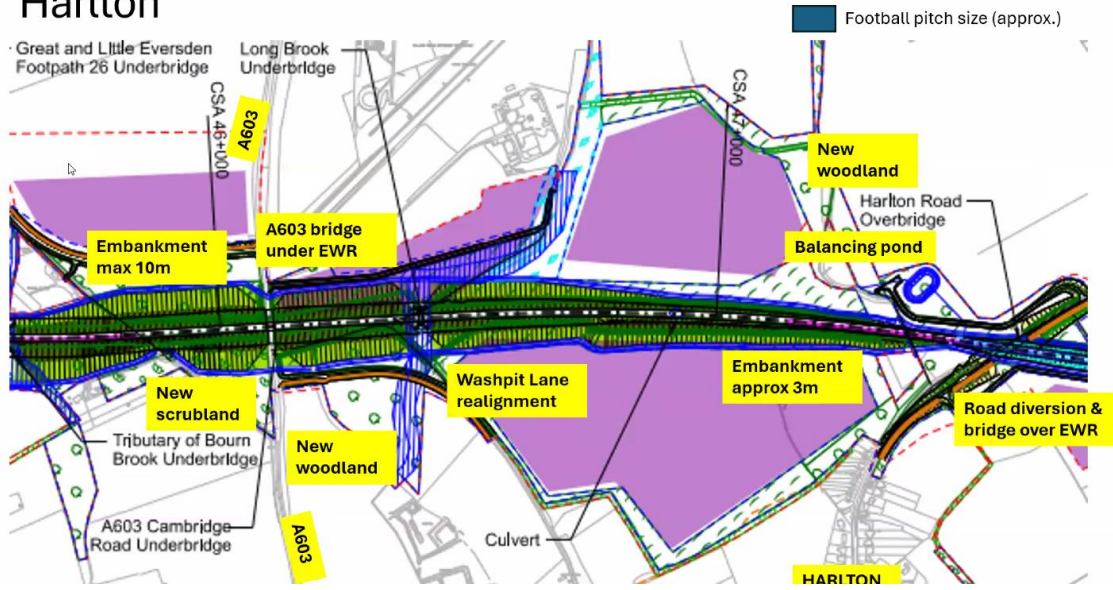 Harlton
Football pitch size (approx.)
Great and Little Eversden
Footpath 26 Underbridge
Long Brook
Underbridge
CSA 46+000
A603
CSA 47+000
New
woodland
Harlton Road
Overbridge
A603 bridge
under EWR
Embankment
max 10m
Balancing pond
New
scrubland
Washpit Lane
realignment
Embankment
approx 3m
Road diversion &
bridge over EWR
Tributary of Bourn
Brook Underbridge
New
woodland
A603 Cambridge
Road Underbridge
A603
Culvert
HARLTON